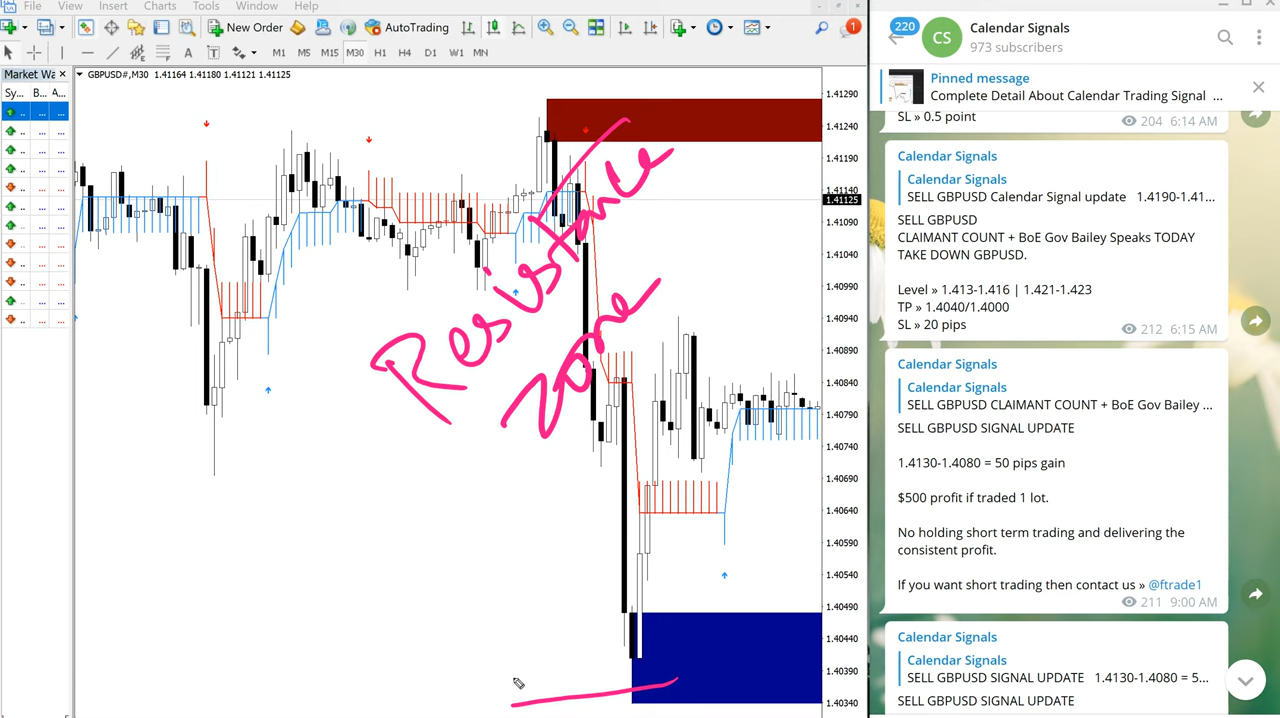 File View Insert Charts Tools Window Help
New Order AutoTrading 1
M1 M5 M15 M30 H1 H4 D1 W1 MN
Market Wa
Sy... B... A...
GBPUSD#,M30 1.41164 1.41180 1.41121 1.41125
1.41290
1.41240
1.41190
1.41140
1.41125
1.41090
1.41040
1.40990
1.40940
1.40890
1.40840
1.40790
1.40740
1.40690
1.40640
1.40590
1.40540
1.40490
1.40440
1.40390
1.40340
Resistance
zone
220
CS
Calendar Signals
973 subscribers
Pinned message
Complete Detail About Calendar Trading Signal ...
SL » 0.5 point
204 6:14 AM
Calendar Signals
Calendar Signals
SELL GBPUSD Calendar Signal update 1.4190-1.41...
SELL GBPUSD
CLAIMANT COUNT + BoE Gov Bailey Speaks TODAY
TAKE DOWN GBPUSD.
Level » 1.413-1.416 | 1.421-1.423
TP » 1.4040/1.4000
SL » 20 pips
212 6:15 AM
Calendar Signals
Calendar Signals
SELL GBPUSD CLAIMANT COUNT + BoE Gov Bailey ...
SELL GBPUSD SIGNAL UPDATE
1.4130-1.4080 = 50 pips gain
$500 profit if traded 1 lot.
No holding short term trading and delivering the
consistent profit.
If you want short trading then contact us » @ftrade1
211 9:00 AM
Calendar Signals
Calendar Signals
SELL GBPUSD SIGNAL UPDATE 1.4130-1.4080 = 5...
SELL GBPUSD SIGNAL UPDATE